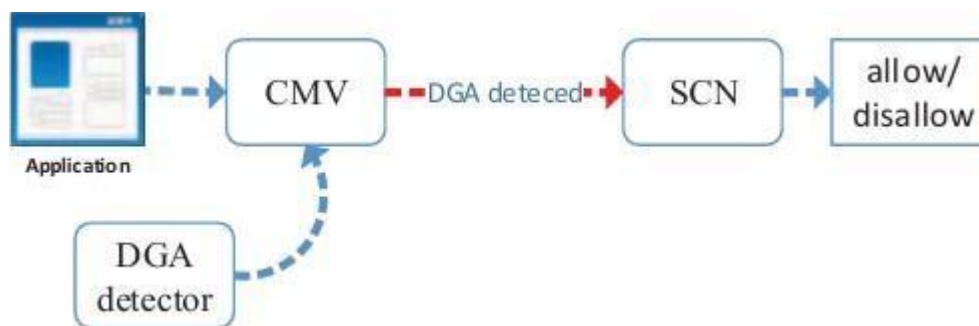 Application
CMV
DGA deteced
SCN
allow/
disallow
DGA
detector